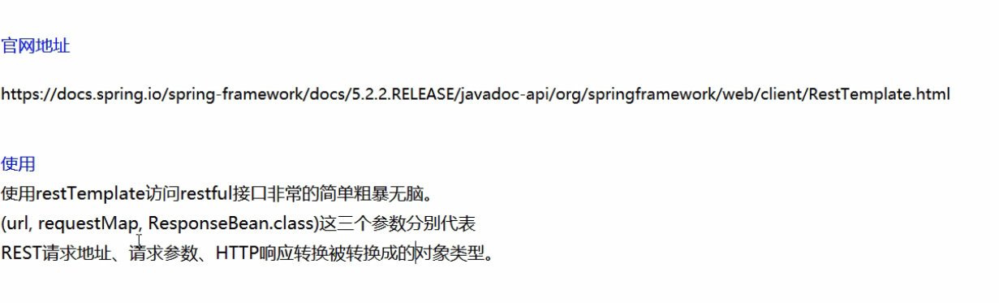 官网地址
https://docs.spring.io/spring-framework/docs/5.2.2.RELEASE/javadoc-api/org/springframework/web/client/RestTemplate.html
使用
使用restTemplate访问restful接口非常的简单粗暴无脑。
(url, requestMap, ResponseBean.class)这三个参数分别代表
REST请求地址、请求参数、HTTP响应转换被转换成的对象类型。